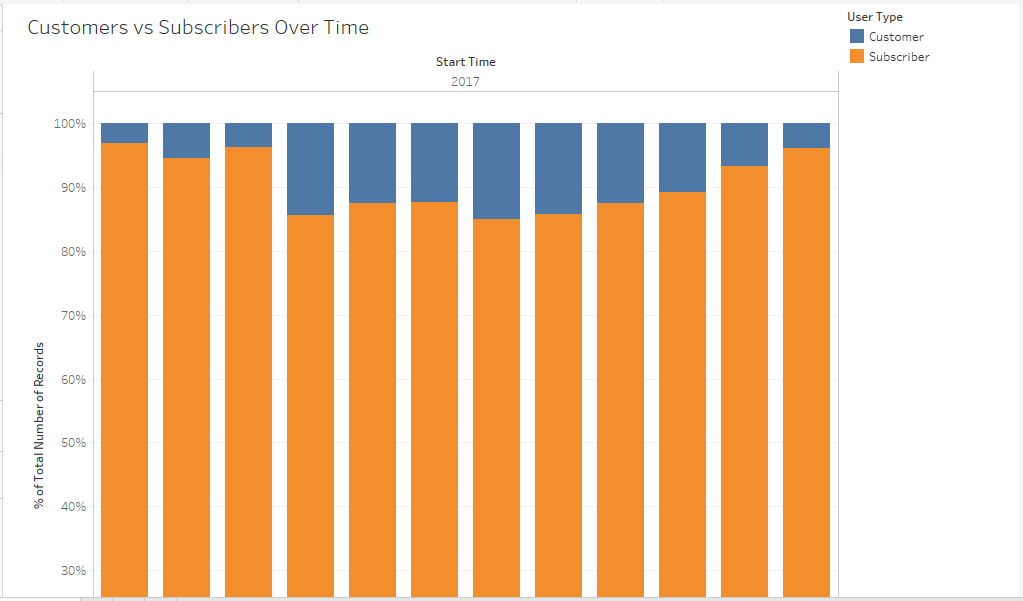 Customers vs Subscribers Over Time
User Type
Customer
Subscriber
Start Time
2017
% of Total Number of Records
100%
90%
80%
70%
60%
50%
40%
30%